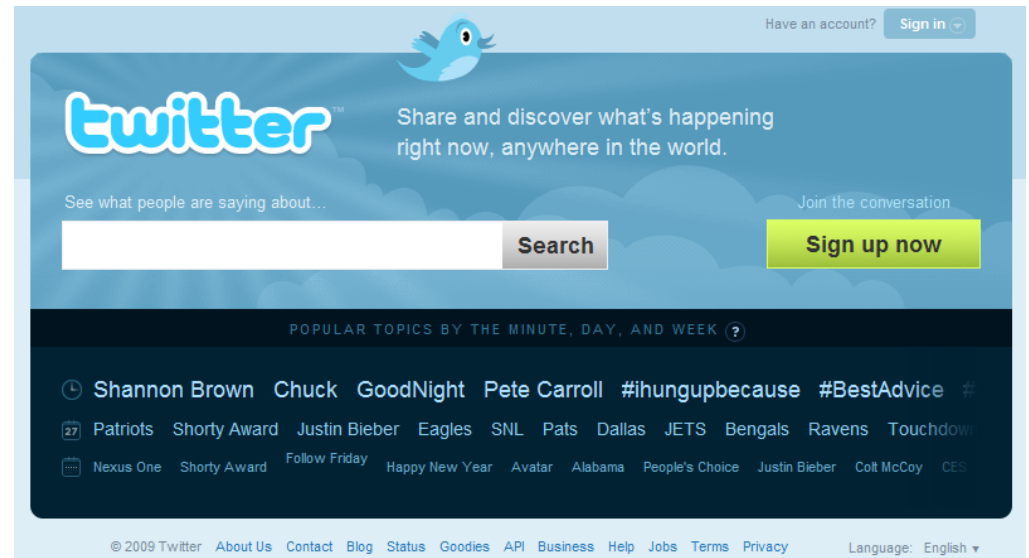 Have an account? Sign in
twitter™
Share and discover what's happening
right now, anywhere in the world.
See what people are saying about...
Join the conversation
Search
Sign up now
POPULAR TOPICS BY THE MINUTE, DAY, AND WEEK ?
Shannon Brown Chuck GoodNight Pete Carroll #ihungupbecause #BestAdvice #
27 Patriots Shorty Award Justin Bieber Eagles SNL Pats Dallas JETS Bengals Ravens Touchdown
Nexus One Shorty Award Follow Friday Happy New Year Avatar Alabama People's Choice Justin Bieber Colt McCoy CES
© 2009 Twitter About Us Contact Blog Status Goodies API Business Help Jobs Terms Privacy Language: English